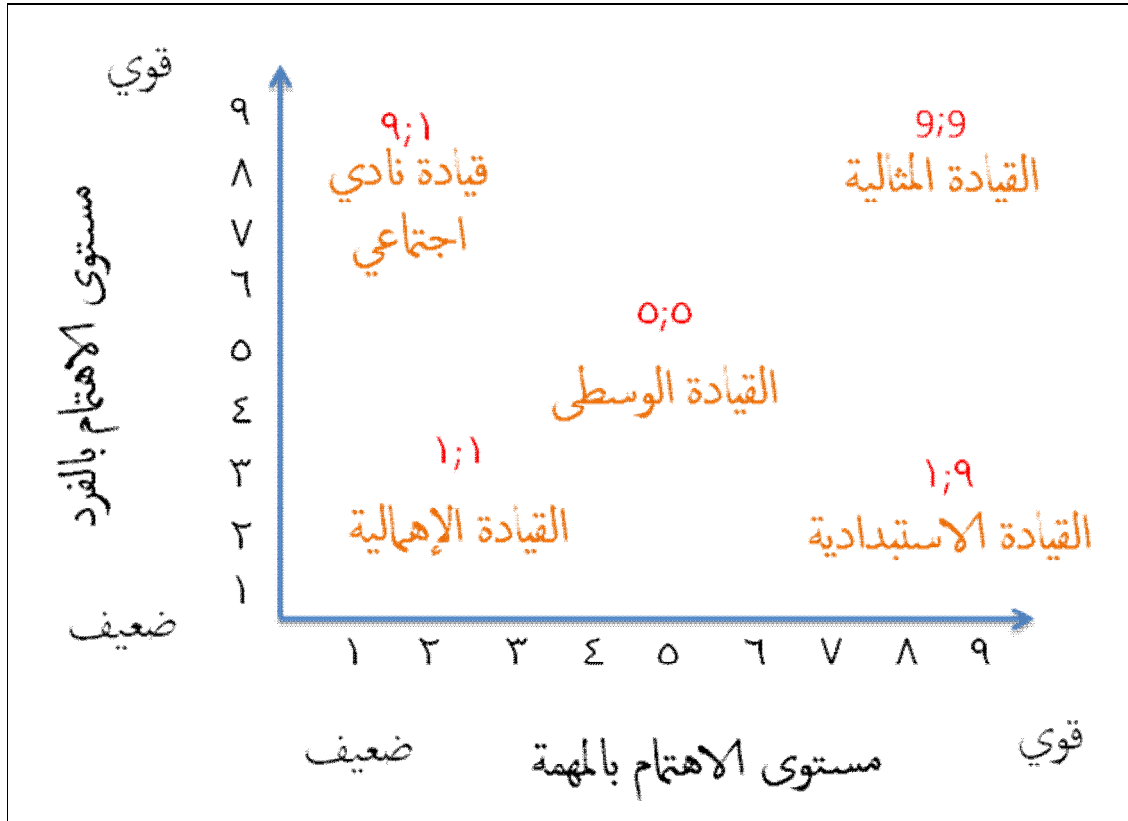 قوي
٩
٨
٧
٦
٥
٤
٣
٢
١
ضعيف
مستوى الاهتمام بالفرد
٩;١
قيادة نادي
اجتماعي
9;9
القيادة المثالية
٥;٥
القيادة الوسطى
١;١
القيادة الإهمالية
١;٩
القيادة الاستبدادية
١ ٢ ٣ ٤ ٥ ٦ ٧ ٨ ٩
ضعيف
مستوى الاهتمام بالمهمة
قوي